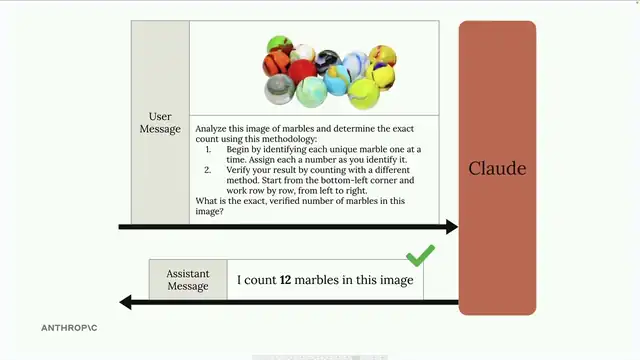 User
Message
Analyze this image of marbles and determine the exact
count using this methodology:
1. Begin by identifying each unique marble one at a
time. Assign each a number as you identify it.
2. Verify your result by counting with a different
method. Start from the bottom-left corner and
work row by row, from left to right.
What is the exact, verified number of marbles in this
image?
Claude
Assistant
Message
I count 12 marbles in this image
ANTHROP\C